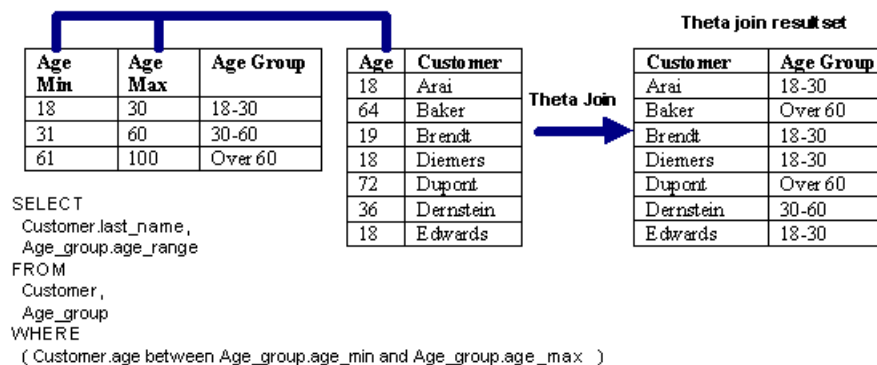 Theta join result set
Age Min Age Max Age Group
18 30 18-30
31 60 30-60
61 100 Over 60
Age Customer
18 Arai
64 Baker
19 Brendt
18 Diemers
72 Dupont
36 Dernstein
18 Edwards
Theta Join
Customer Age Group
Arai 18-30
Baker Over 60
Brendt 18-30
Diemers 18-30
Dupont Over 60
Dernstein 30-60
Edwards 18-30
SELECT
Customer.last_name,
Age_group.age_range
FROM
Customer,
Age_group
WHERE
( Customer.age between Age_group.age_min and Age_group.age_max )